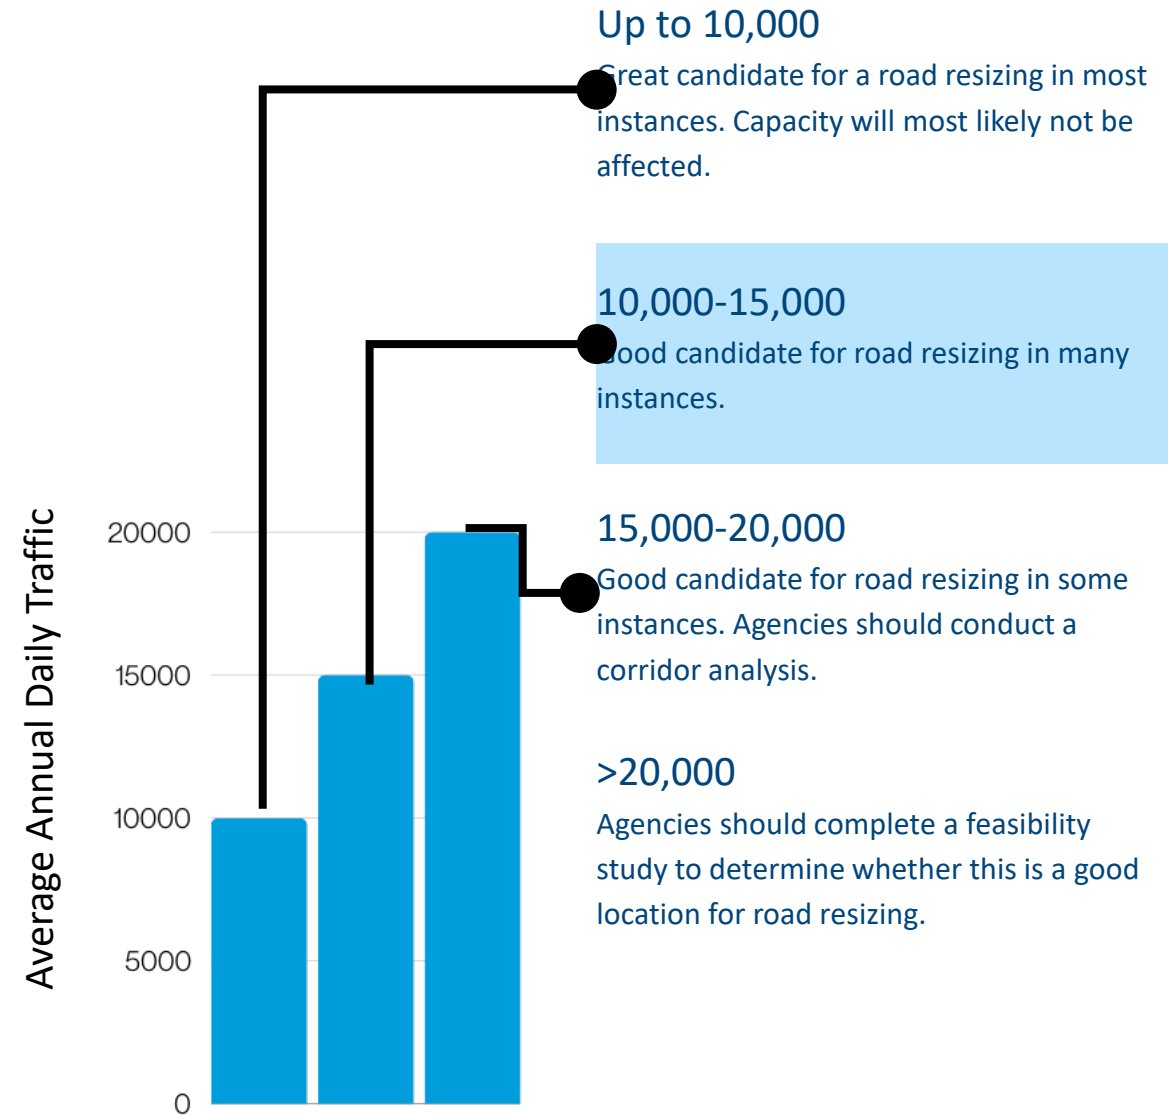 Up to 10,000
Great candidate for a road resizing in most
instances. Capacity will most likely not be
affected.
10,000-15,000
Good candidate for road resizing in many
instances.
15,000-20,000
Good candidate for road resizing in some
instances. Agencies should conduct a
corridor analysis.
>20,000
Agencies should complete a feasibility
study to determine whether this is a good
location for road resizing.
Average Annual Daily Traffic
20000
15000
10000
5000
0